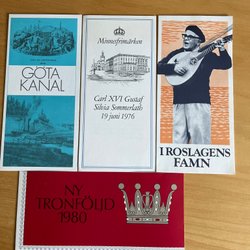 GÖTA
KANAL
Minnesfrimärken
Carl XVI Gustaf
Silvia Sommerlath
19 juni 1976
I ROSLAGENS
FAMN
NY
TRONFÖLJD
1980